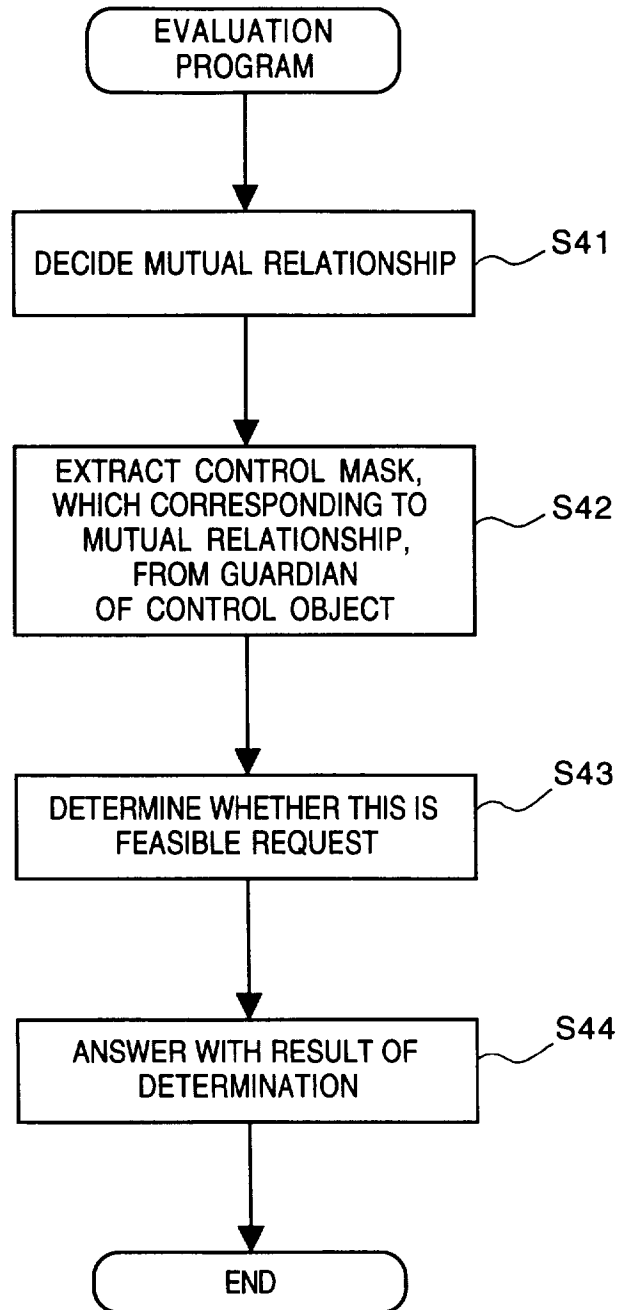 EVALUATION
PROGRAM
DECIDE MUTUAL RELATIONSHIP
S41
EXTRACT CONTROL MASK,
WHICH CORRESPONDING TO
MUTUAL RELATIONSHIP,
FROM GUARDIAN
OF CONTROL OBJECT
S42
DETERMINE WHETHER THIS IS
FEASIBLE REQUEST
S43
ANSWER WITH RESULT OF
DETERMINATION
S44
END